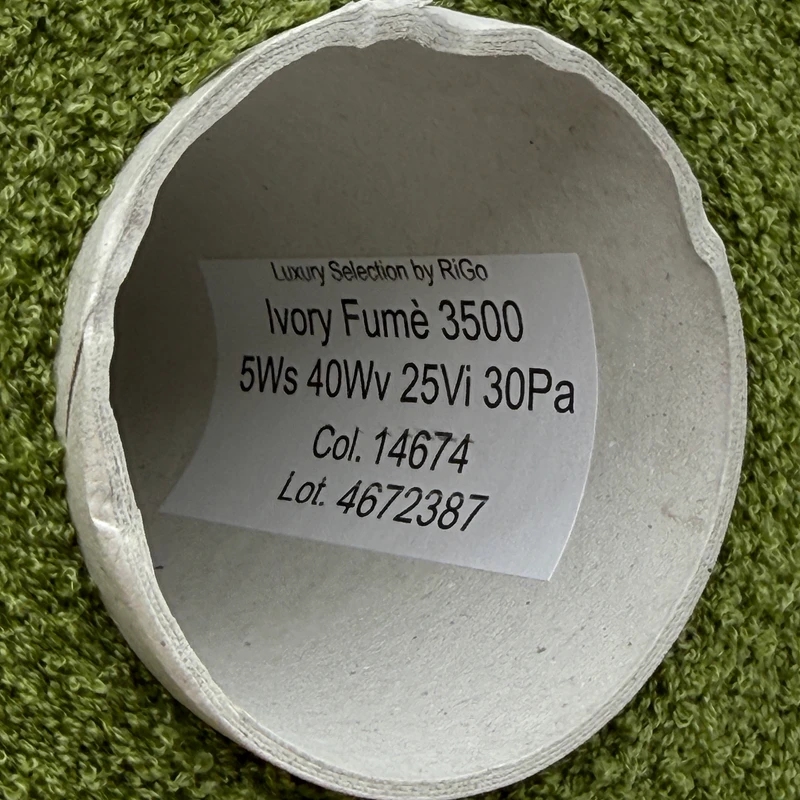 Luxury Selection by RiGo
Ivory Fumè 3500
5Ws 40Wv 25Vi 30Pa
Col. 14674
Lot. 4672387